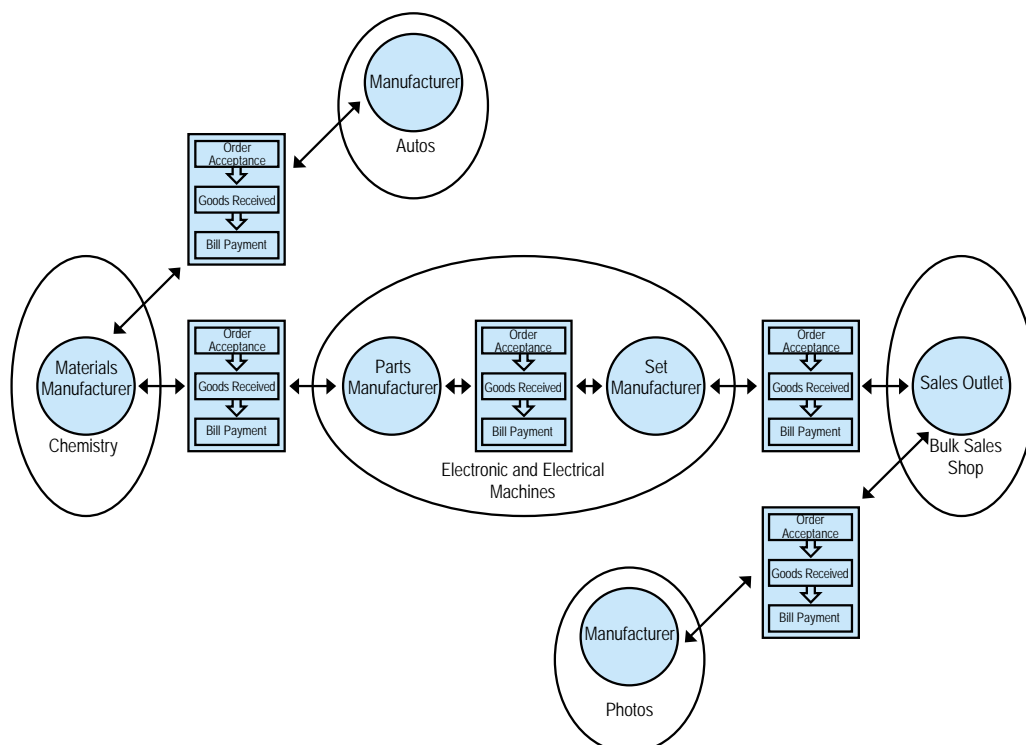 Manufacturer
Autos
Order
Acceptance
Goods Received
Bill Payment
Materials
Manufacturer
Chemistry
Order
Acceptance
Goods Received
Bill Payment
Parts
Manufacturer
Order
Acceptance
Goods Received
Bill Payment
Set
Manufacturer
Electronic and Electrical
Machines
Order
Acceptance
Goods Received
Bill Payment
Sales Outlet
Bulk Sales
Shop
Order
Acceptance
Goods Received
Bill Payment
Manufacturer
Photos